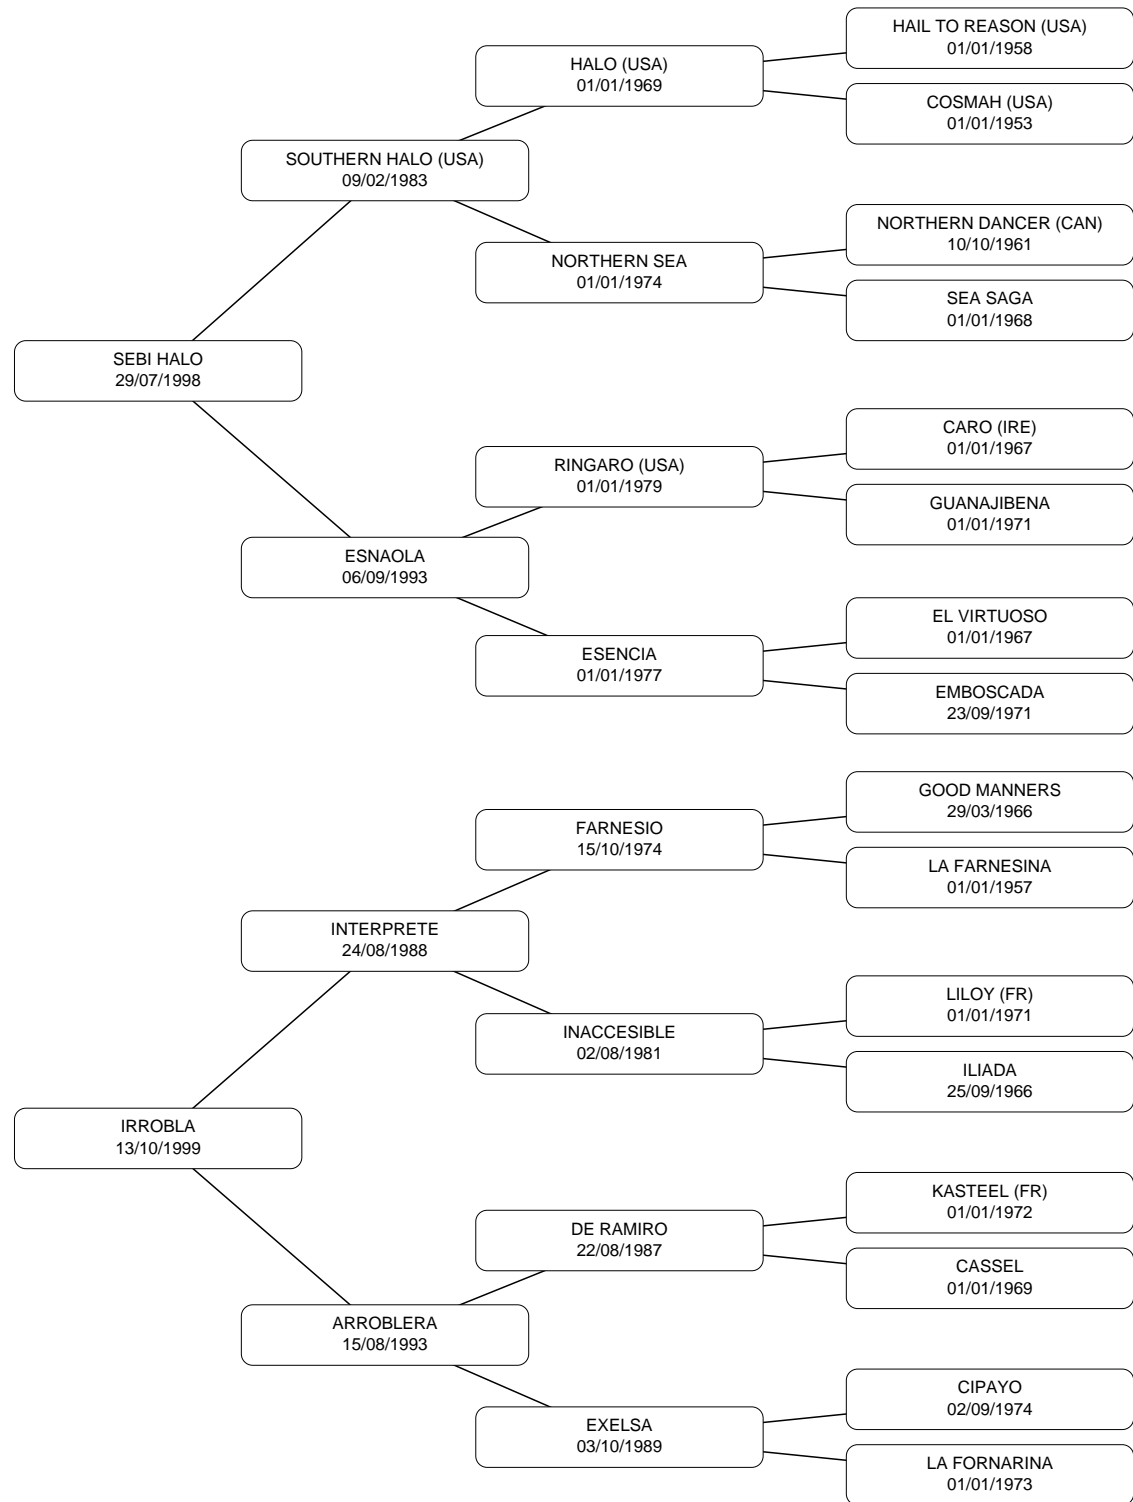 HAIL TO REASON (USA)
01/01/1958
HALO (USA)
01/01/1969
COSMAH (USA)
01/01/1953
SOUTHERN HALO (USA)
09/02/1983
NORTHERN DANCER (CAN)
10/10/1961
NORTHERN SEA
01/01/1974
SEA SAGA
01/01/1968
SEBI HALO
29/07/1998
CARO (IRE)
01/01/1967
RINGARO (USA)
01/01/1979
GUANAJIBENA
01/01/1971
ESNAOLA
06/09/1993
EL VIRTUOSO
01/01/1967
ESENCIA
01/01/1977
EMBOSCADA
23/09/1971
GOOD MANNERS
29/03/1966
FARNESIO
15/10/1974
LA FARNESINA
01/01/1957
INTERPRETE
24/08/1988
LILOY (FR)
01/01/1971
INACCESIBLE
02/08/1981
ILIADA
25/09/1966
IRROBLA
13/10/1999
KASTEEL (FR)
01/01/1972
DE RAMIRO
22/08/1987
CASSEL
01/01/1969
ARROBLERA
15/08/1993
CIPAYO
02/09/1974
EXELSA
03/10/1989
LA FORNARINA
01/01/1973